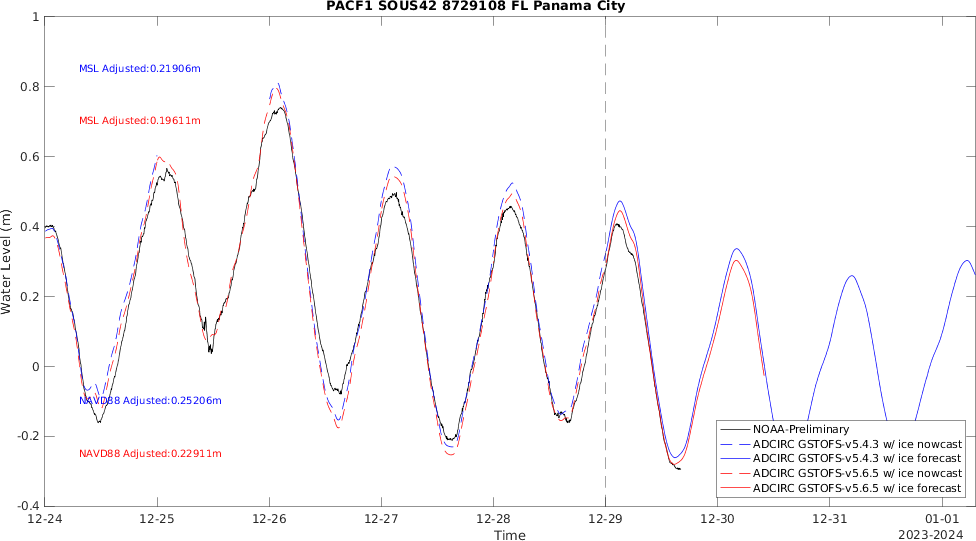 PACF1 SOUS42 8729108 FL Panama City
1
0.8
0.6
0.4
0.2
0
-0.2
-0.4
Water Level (m)
MSL Adjusted:0.21906m
MSL Adjusted:0.19611m
NAVD88 Adjusted:0.25206m
NAVD88 Adjusted:0.22911m
NOAA-Preliminary
ADCIRC GSTOFS-v5.4.3 w/ ice nowcast
ADCIRC GSTOFS-v5.4.3 w/ ice forecast
ADCIRC GSTOFS-v5.6.5 w/ ice nowcast
ADCIRC GSTOFS-v5.6.5 w/ ice forecast
12-24 12-25 12-26 12-27 12-28 12-29 12-30 12-31 01-01
2023-2024
Time